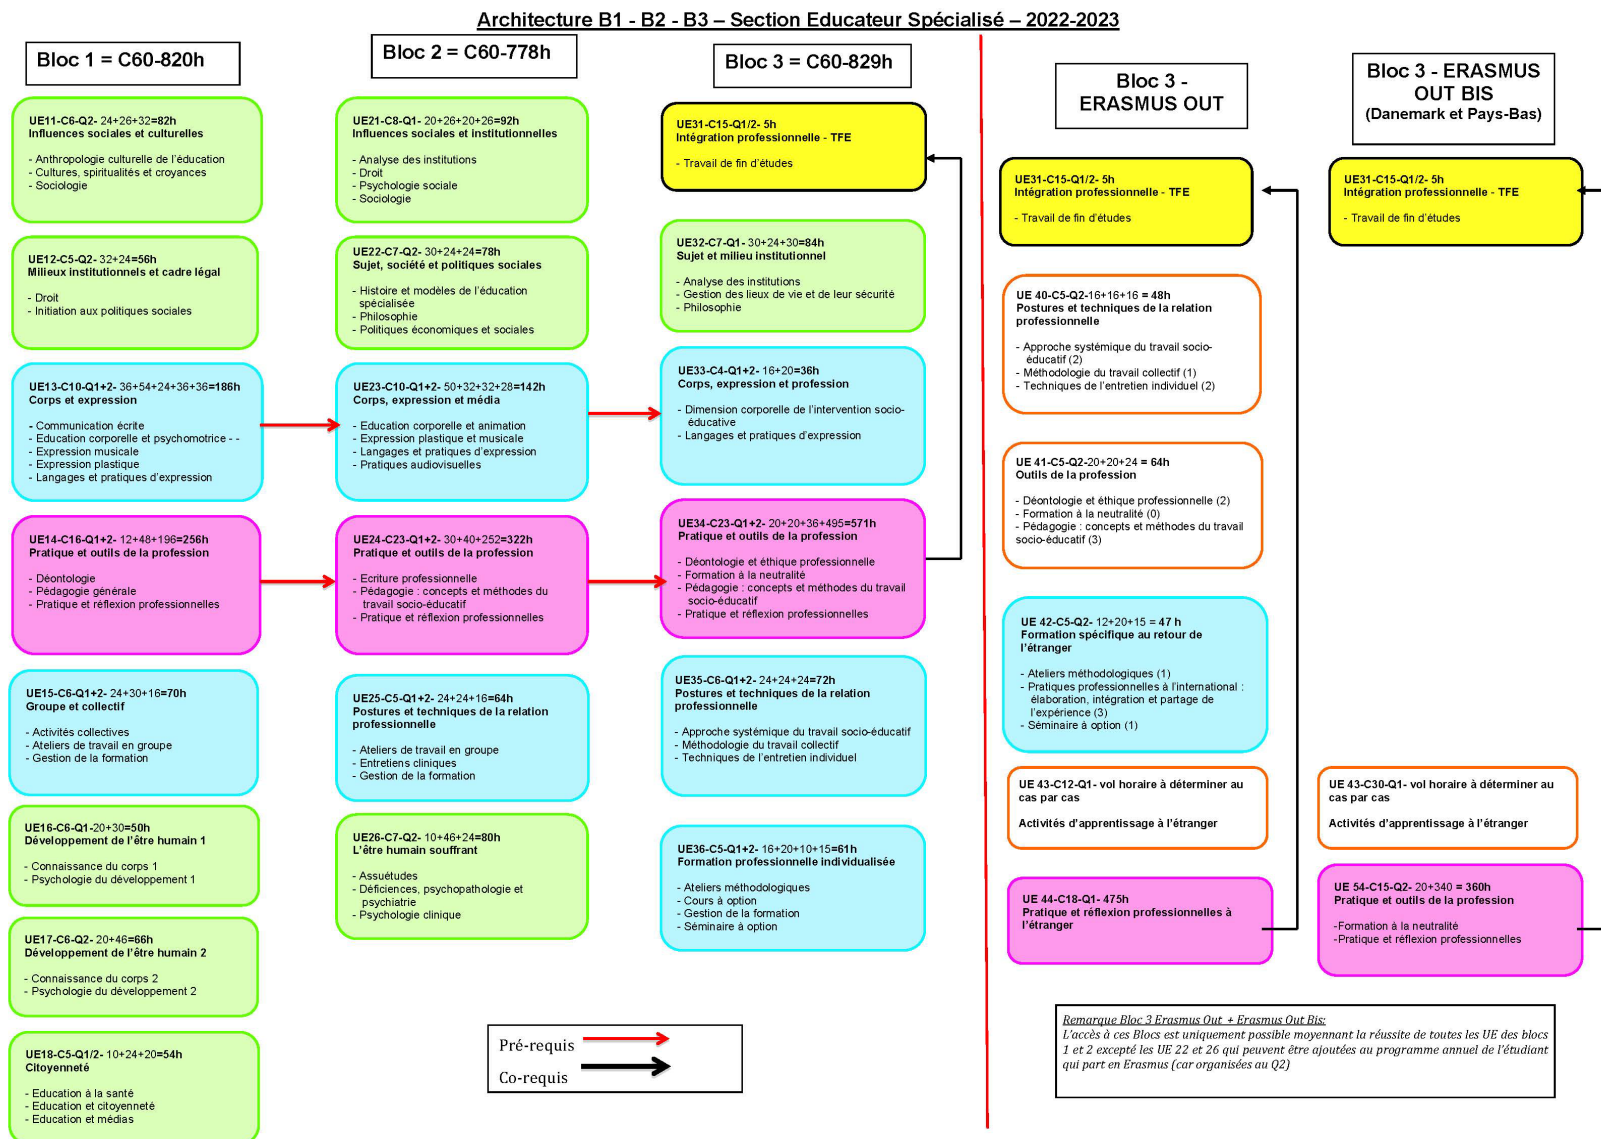 Architecture B1 - B2 - B3 – Section Educateur Spécialisé – 2022-2023
Bloc 1 = C60-820h
UE11-C6-Q2- 24+26+32=82h
Influences sociales et culturelles
- Anthropologie culturelle de l'éducation
- Cultures, spiritualités et croyances
- Sociologie
UE12-C5-Q2- 32+24=56h
Milieux institutionnels et cadre légal
- Droit
- Initiation aux politiques sociales
UE13-C10-Q1+2- 36+54+24+36+36=186h
Corps et expression
- Communication écrite
- Education corporelle et psychomotrice - -
- Expression musicale
- Expression plastique
- Langages et pratiques d'expression
UE14-C16-Q1+2- 12+48+196=256h
Pratique et outils de la profession
- Déontologie
- Pédagogie générale
- Pratique et réflexion professionnelles
UE15-C6-Q1+2- 24+30+16=70h
Groupe et collectif
- Activités collectives
- Ateliers de travail en groupe
- Gestion de la formation
UE16-C6-Q1-20+30=50h
Développement de l'être humain 1
- Connaissance du corps 1
- Psychologie du développement 1
UE17-C6-Q2- 20+46=66h
Développement de l'être humain 2
- Connaissance du corps 2
- Psychologie du développement 2
UE18-C5-Q1/2- 10+24+20=54h
Citoyenneté
- Education à la santé
- Education et citoyenneté
- Education et médias
Bloc 2 = C60-778h
UE21-C8-Q1- 20+26+20+26=92h
Influences sociales et institutionnelles
- Analyse des institutions
- Droit
- Psychologie sociale
- Sociologie
UE22-C7-Q2- 30+24+24=78h
Sujet, société et politiques sociales
- Histoire et modèles de l'éducation
spécialisée
- Philosophie
- Politiques économiques et sociales
UE23-C10-Q1+2- 50+32+32+28=142h
Corps, expression et média
- Education corporelle et animation
- Expression plastique et musicale
- Langages et pratiques d'expression
- Pratiques audiovisuelles
UE24-C23-Q1+2- 30+40+252=322h
Pratique et outils de la profession
- Ecriture professionnelle
- Pédagogie : concepts et méthodes du
travail socio-éducatif
- Pratique et réflexion professionnelles
UE25-C5-Q1+2- 24+24+16=64h
Postures et techniques de la relation
professionnelle
- Ateliers de travail en groupe
- Entretiens cliniques
- Gestion de la formation
UE26-C7-Q2- 10+46+24=80h
L'être humain souffrant
- Assuétudes
- Déficiences, psychopathologie et
psychiatrie
- Psychologie clinique
Bloc 3 = C60-829h
UE31-C15-Q1/2- 5h
Intégration professionnelle - TFE
- Travail de fin d'études
UE32-C7-Q1- 30+24+30=84h
Sujet et milieu institutionnel
- Analyse des institutions
- Gestion des lieux de vie et de leur sécurité
- Philosophie
UE33-C4-Q1+2- 16+20=36h
Corps, expression et profession
- Dimension corporelle de l'intervention socio-
éducative
- Langages et pratiques d'expression
UE34-C23-Q1+2- 20+20+36+495=571h
Pratique et outils de la profession
- Déontologie et éthique professionnelle
- Formation à la neutralité
- Pédagogie : concepts et méthodes du travail
socio-éducatif
- Pratique et réflexion professionnelles
UE35-C6-Q1+2- 24+24+24=72h
Postures et techniques de la relation
professionnelle
- Approche systémique du travail socio-éducatif
- Méthodologie du travail collectif
- Techniques de l'entretien individuel
UE36-C5-Q1+2- 16+20+10+15=61h
Formation professionnelle individualisée
- Ateliers méthodologiques
- Cours à option
- Gestion de la formation
- Séminaire à option
Pré-requis
Co-requis
Bloc 3 -
ERASMUS OUT
UE31-C15-Q1/2- 5h
Intégration professionnelle - TFE
- Travail de fin d'études
UE 40-C5-Q2-16+16+16 = 48h
Postures et techniques de la relation
professionnelle
- Approche systémique du travail socio-
éducatif (2)
- Méthodologie du travail collectif (1)
- Techniques de l'entretien individuel (2)
UE 41-C5-Q2-20+20+24 = 64h
Outils de la profession
- Déontologie et éthique professionnelle (2)
- Formation à la neutralité (0)
- Pédagogie : concepts et méthodes du travail
socio-éducatif (3)
UE 42-C5-Q2- 12+20+15 = 47 h
Formation spécifique au retour de
l'étranger
- Ateliers méthodologiques (1)
- Pratiques professionnelles à l'international :
élaboration, intégration et partage de
l'expérience (3)
- Séminaire à option (1)
UE 43-C12-Q1- vol horaire à déterminer au
cas par cas
Activités d'apprentissage à l'étranger
UE 44-C18-Q1- 475h
Pratique et réflexion professionnelles à
l'étranger
Bloc 3 - ERASMUS
OUT BIS
(Danemark et Pays-Bas)
UE31-C15-Q1/2- 5h
Intégration professionnelle - TFE
- Travail de fin d'études
UE 43-C30-Q1- vol horaire à déterminer au
cas par cas
Activités d'apprentissage à l'étranger
UE 54-C15-Q2- 20+340 = 360h
Pratique et outils de la profession
-Formation à la neutralité
-Pratique et réflexion professionnelles
Remarque Bloc 3 Erasmus Out + Erasmus Out Bis:
L'accès à ces Blocs est uniquement possible moyennant la réussite de toutes les UE des blocs
1 et 2 excepté les UE 22 et 26 qui peuvent être ajoutées au programme annuel de l'étudiant
qui part en Erasmus (car organisées au Q2)